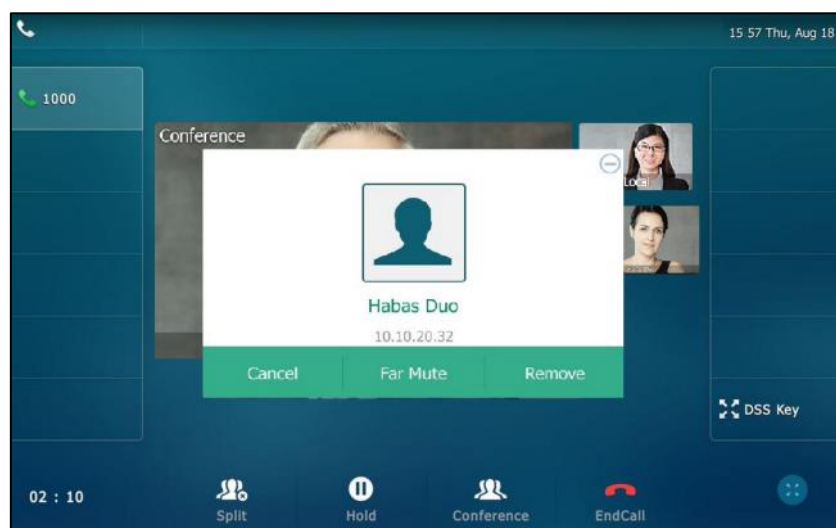 15 57 Thu, Aug 18
1000
Conference
Local
Habas Duo
10.10.20.32
Cancel Far Mute Remove
DSS Key
02 : 10
Split Hold Conference EndCall